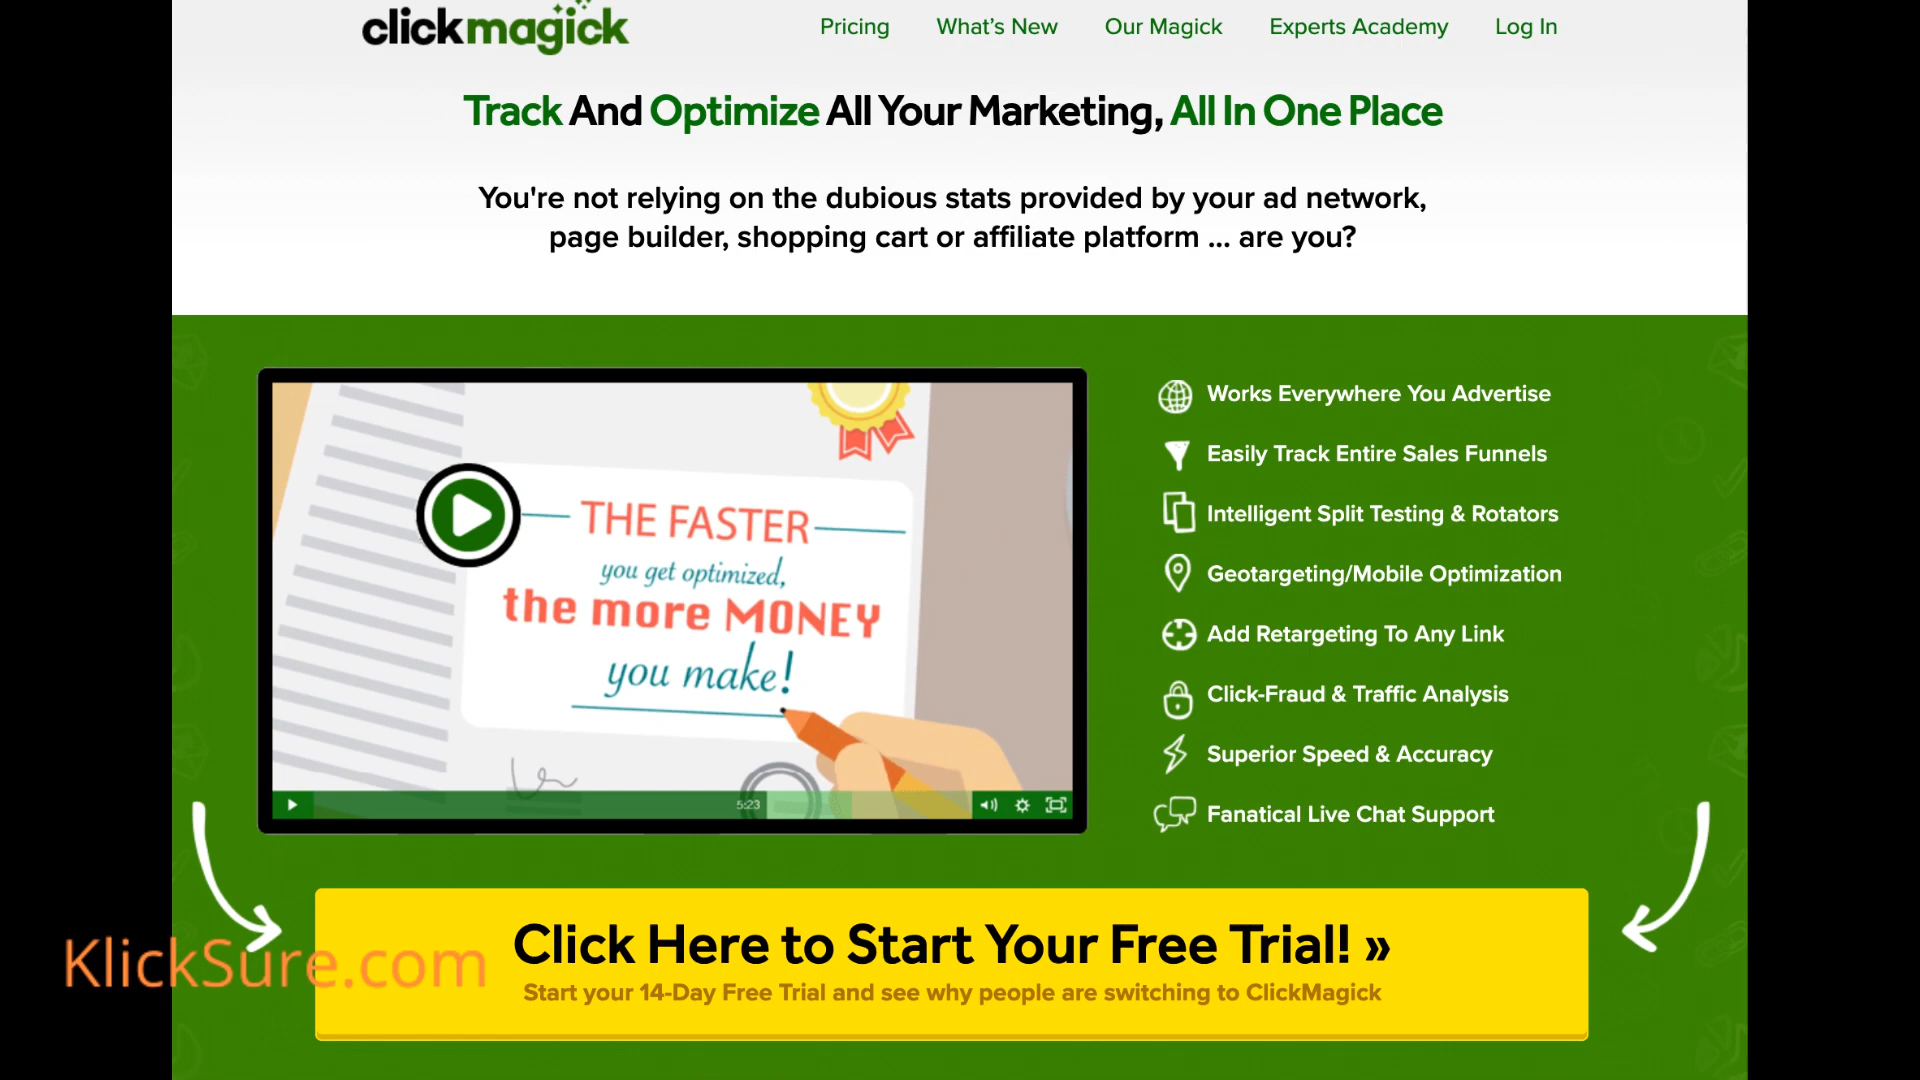 clickmagick
Pricing What's New Our Magick Experts Academy Log In
Track And Optimize All Your Marketing, All In One Place
You're not relying on the dubious stats provided by your ad network,
page builder, shopping cart or affiliate platform ... are you?
THE FASTER
you get optimized,
the more MONEY
you make!
5:23
Works Everywhere You Advertise
Easily Track Entire Sales Funnels
Intelligent Split Testing & Rotators
Geotargeting/Mobile Optimization
Add Retargeting To Any Link
Click-Fraud & Traffic Analysis
Superior Speed & Accuracy
Fanatical Live Chat Support
Click Here to Start Your Free Trial! »
Start your 14-Day Free Trial and see why people are switching to ClickMagick
KlickSure.com